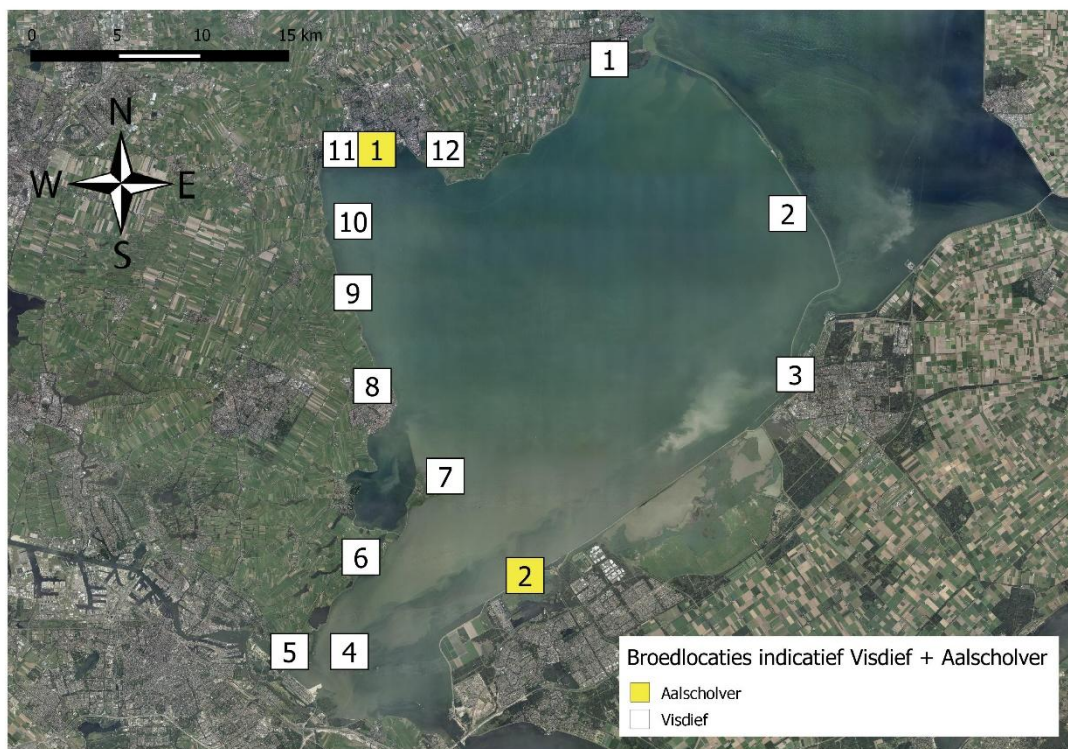 0 5 10 15 km
1
N
11 1 12
W E
2
10
S
9
3
8
7
6
2
5 4
Broedlocaties indicatief Visdief + Aalscholver
Aalscholver
Visdief